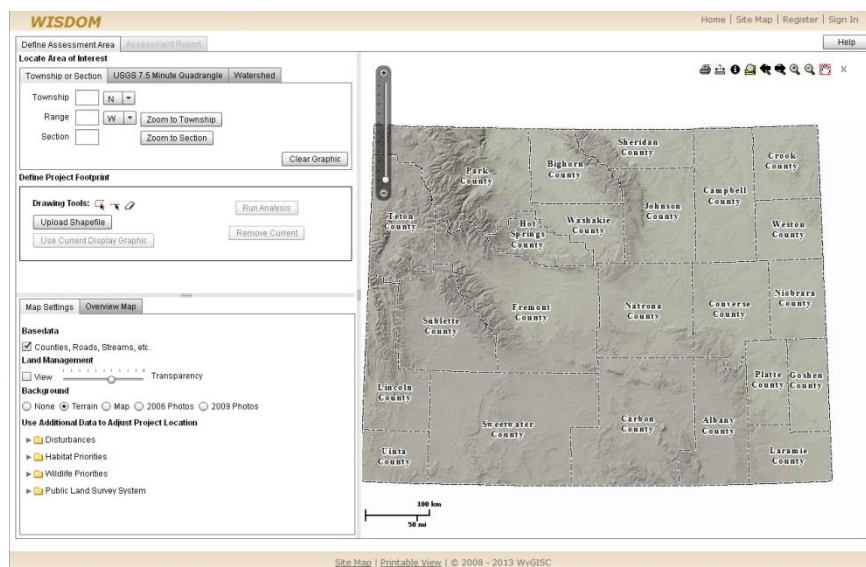 WISDOM
Home | Site Map | Register | Sign In
Define Assessment Area Assessment Report
Help
Locate Area of Interest
Township or Section USGS 7.5 Minute Quadrangle Watershed
Township N
Range W Zoom to Township
Section Zoom to Section
Clear Graphic
Define Project Footprint
Drawing Tools:
Run Analysis
Upload Shapefile
Remove Current
Use Current Display Graphic
Map Settings Overview Map
Basedata
Counties, Roads, Streams, etc.
Land Management
View Transparency
Background
None Terrain Map 2006 Photos 2009 Photos
Use Additional Data to Adjust Project Location
Disturbances
Habitat Priorities
Wildlife Priorities
Public Land Survey System
X
Sheridan
County
Park
County
Bighorn
County
Crook
County
Campbell
County
Johnson
County
Teton
County
Hot
Springs
County
Washakie
County
Weston
County
Sublette
County
Fremont
County
Natrona
County
Converse
County
Niobrara
County
Platte
County
Goshen
County
Lincoln
County
Sweetwater
County
Carbon
County
Albany
County
Uinta
County
Laramie
County
100 km
50 mi
Site Map | Printable View | © 2008 - 2013 WyGISC